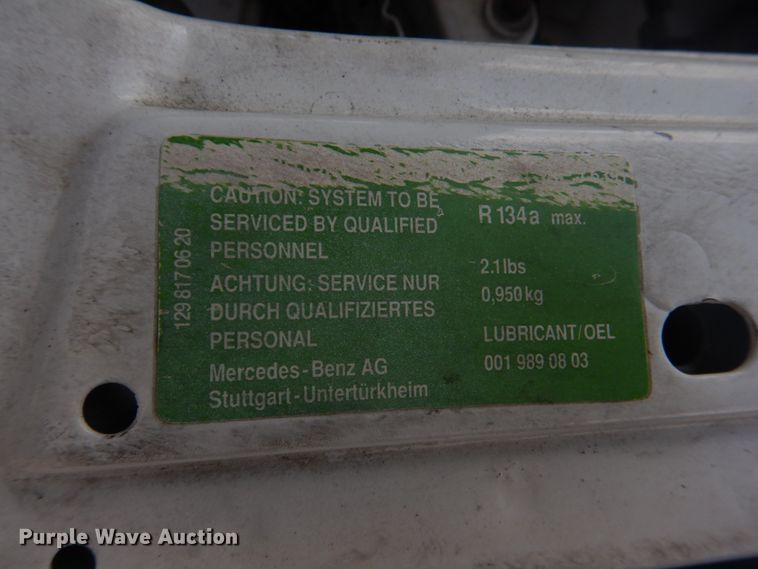 CAUTION: SYSTEM TO BE
SERVICED BY QUALIFIED
PERSONNEL
ACHTUNG: SERVICE NUR
DURCH QUALIFIZIERTES
PERSONAL
Mercedes-Benz AG
Stuttgart-Untertürkheim
R 134a max.
2.1 lbs
0,950 kg
LUBRICANT/OEL
001 989 08 03
129 817 06 20
Purple Wave Auction